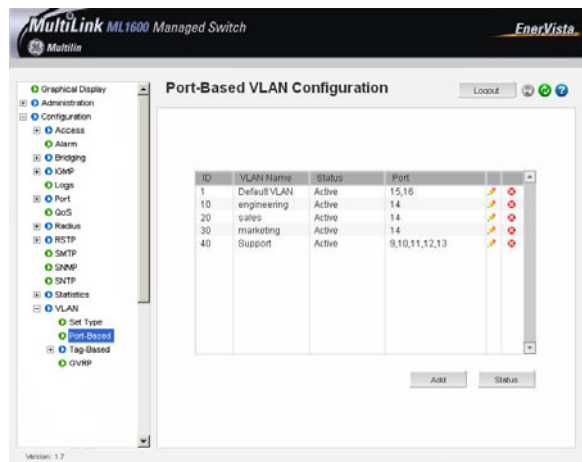 MultiLink ML1600 Managed Switch
EnerVista
Multilin
Graphical Display
Administration
Configuration
Access
Alarm
Bridging
IGMP
Logs
Port
QoS
Radius
RSTP
SMTP
SNMP
SNTP
Statistics
VLAN
Set Type
Port-Based
Tag-Based
GVRP
Port-Based VLAN Configuration
Logout
ID VLAN Name Status Port
1 Default VLAN Active 15,16
10 engineering Active 14
20 sales Active 14
30 marketing Active 14
40 Support Active 9,10,11,12,13
Add Status
Version: 1.7